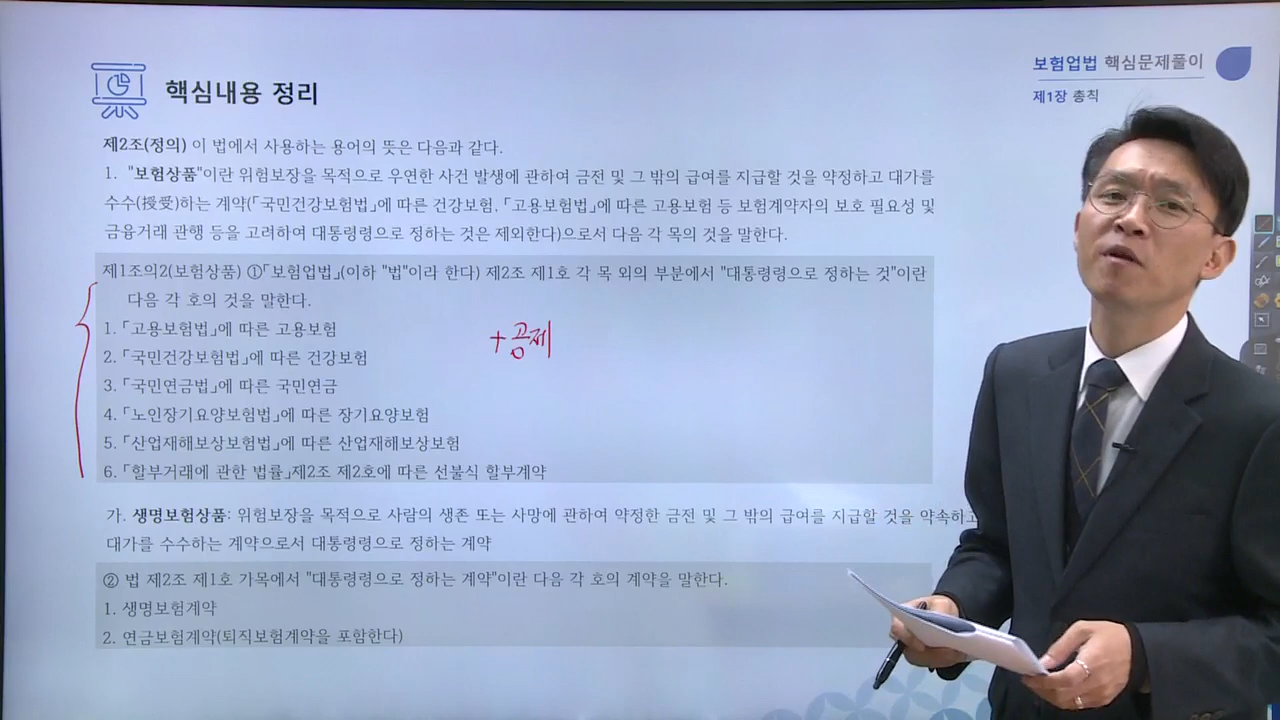 보험업법 핵심문제풀이
제1장 총칙
핵심내용 정리
제2조(정의) 이 법에서 사용하는 용어의 뜻은 다음과 같다.
1. "보험상품"이란 위험보장을 목적으로 우연한 사건 발생에 관하여 금전 및 그 밖의 급여를 지급할 것을 약정하고 대가를
수수(授受)하는 계약(「국민건강보험법」에 따른 건강보험, 「고용보험법」에 따른 고용보험 등 보험계약자의 보호 필요성 및
금융거래 관행 등을 고려하여 대통령령으로 정하는 것은 제외한다)으로서 다음 각 목의 것을 말한다.
제1조의2(보험상품) ①「보험업법」(이하 "법"이라 한다) 제2조 제1호 각 목 외의 부분에서 "대통령령으로 정하는 것"이란
다음 각 호의 것을 말한다.
1. 「고용보험법」에 따른 고용보험
+공제
2. 「국민건강보험법」에 따른 건강보험
3. 「국민연금법」에 따른 국민연금
4. 「노인장기요양보험법」에 따른 장기요양보험
5. 「산업재해보상보험법」에 따른 산업재해보상보험
6. 「할부거래에 관한 법률」제2조 제2호에 따른 선불식 할부계약
가. 생명보험상품: 위험보장을 목적으로 사람의 생존 또는 사망에 관하여 약정한 금전 및 그 밖의 급여를 지급할 것을 약속하고
대가를 수수하는 계약으로서 대통령령으로 정하는 계약
② 법 제2조 제1호 가목에서 "대통령령으로 정하는 계약"이란 다음 각 호의 계약을 말한다.
1. 생명보험계약
2. 연금보험계약(퇴직보험계약을 포함한다)